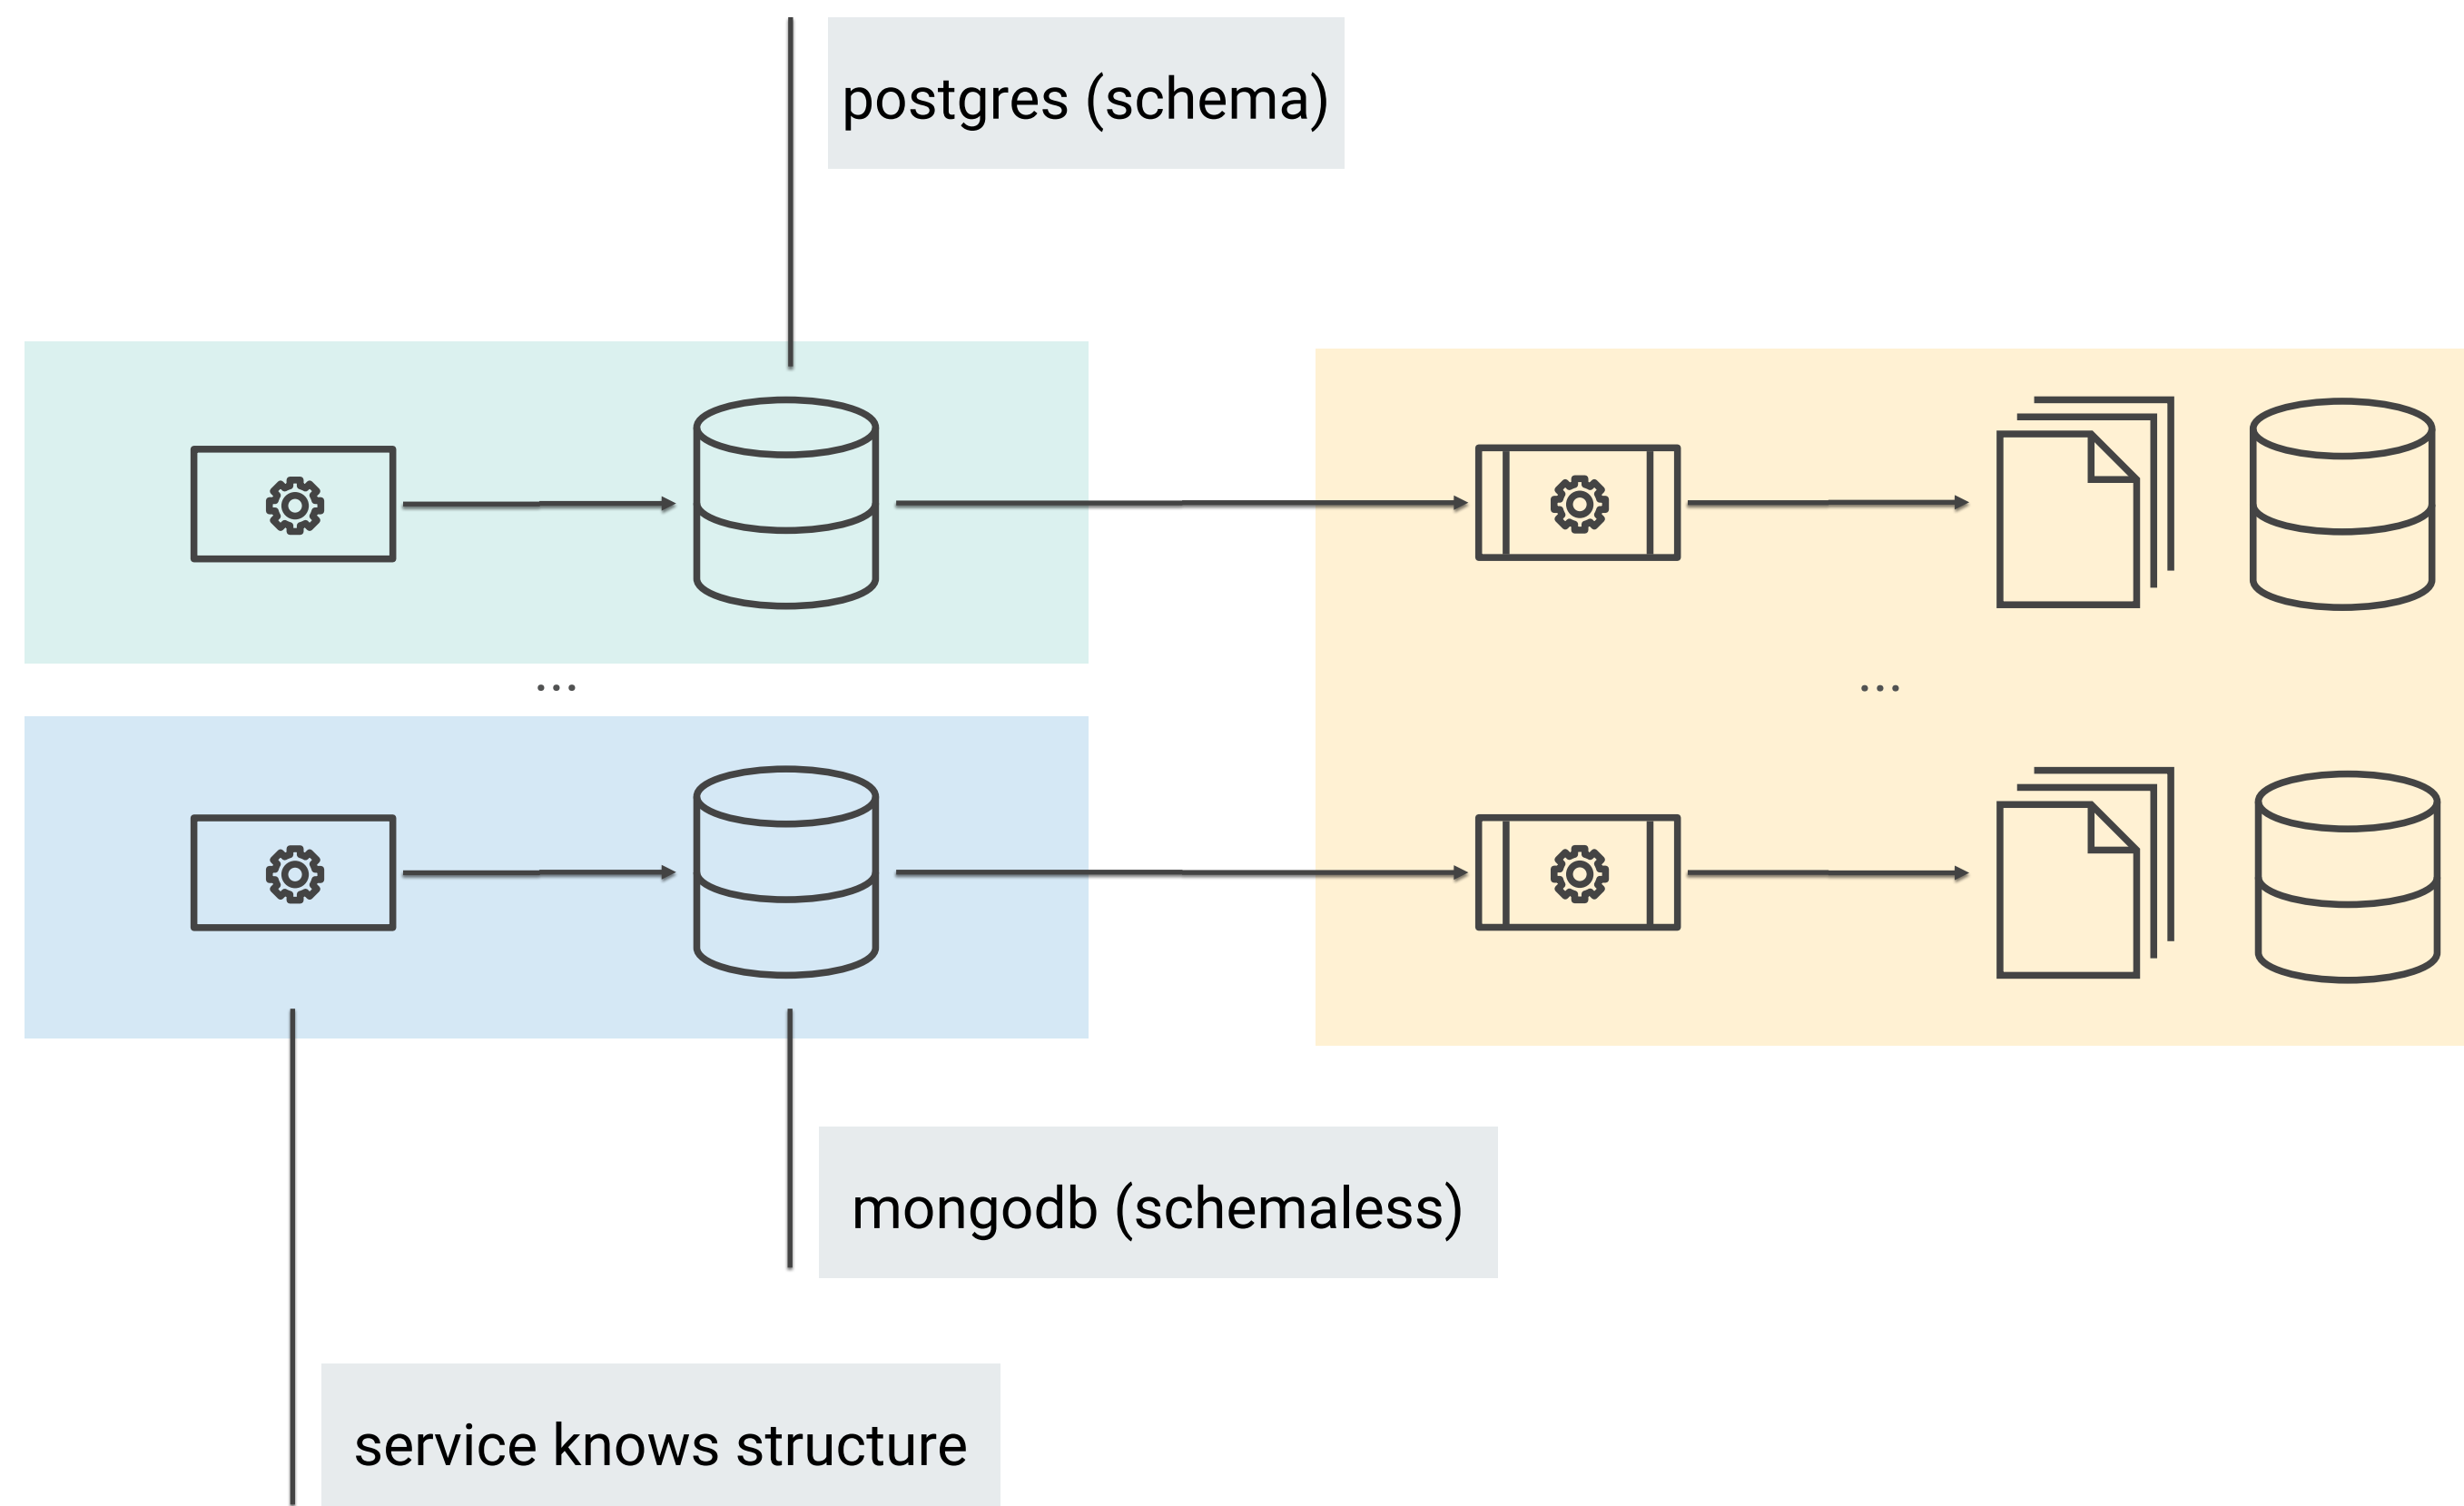 postgres (schema)
...
...
mongodb (schemaless)
service knows structure